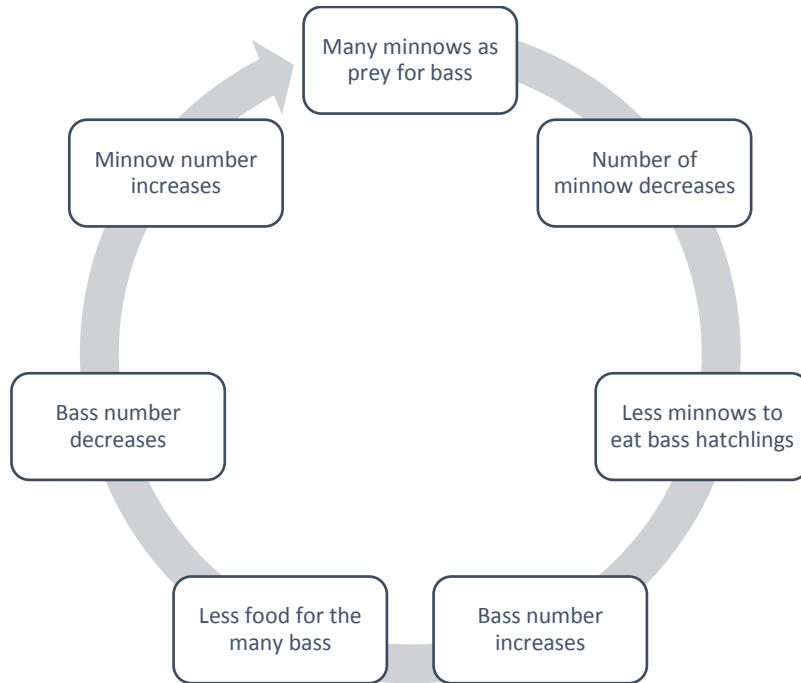 Many minnows as
prey for bass
Number of
minnow decreases
Less minnows to
eat bass hatchlings
Bass number
increases
Less food for the
many bass
Bass number
decreases
Minnow number
increases